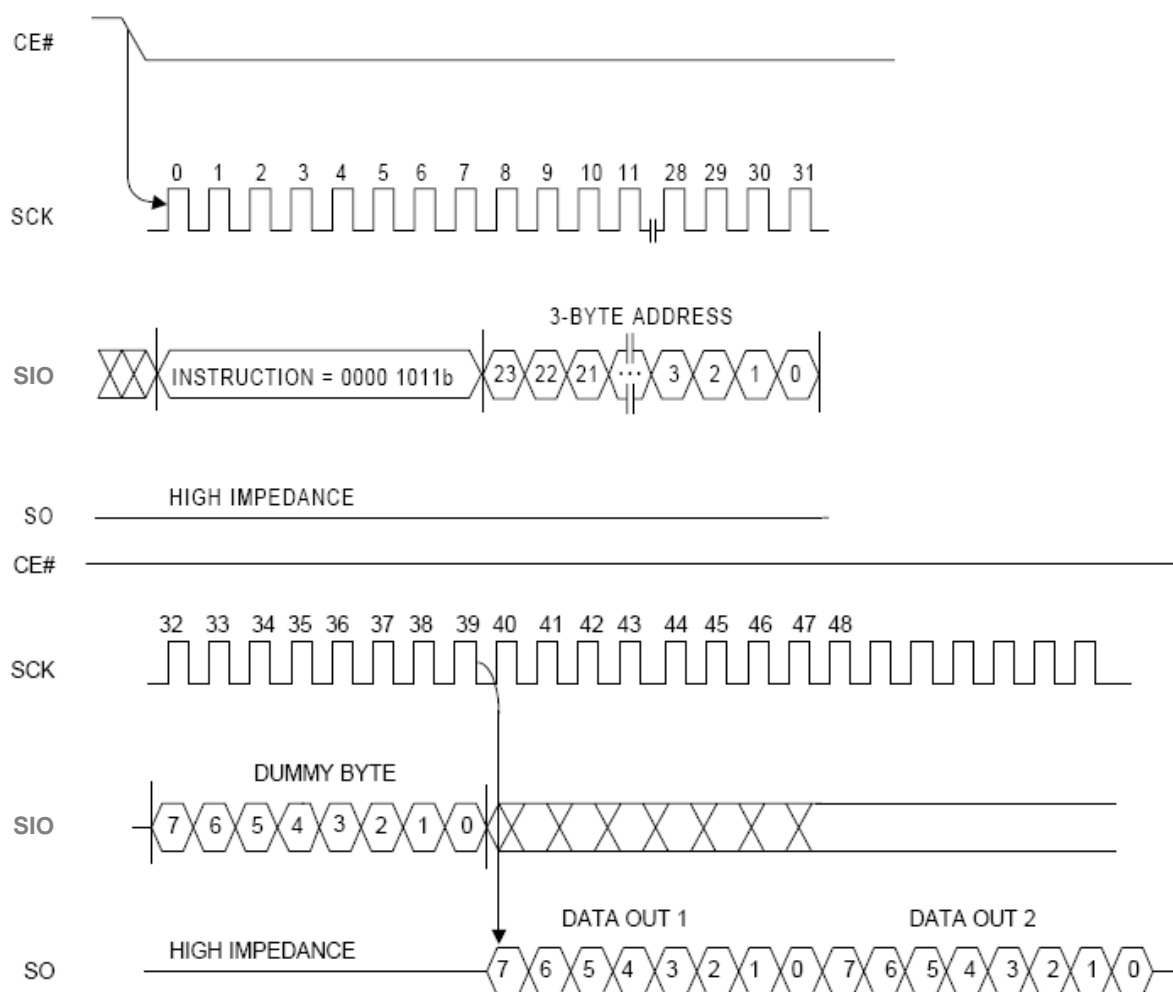 CE#
0 1 2 3 4 5 6 7 8 9 10 11 28 29 30 31
SCK
3-BYTE ADDRESS
SIO INSTRUCTION = 0000 1011b 23 22 21 ... 3 2 1 0
HIGH IMPEDANCE
SO
CE#
32 33 34 35 36 37 38 39 40 41 42 43 44 45 46 47 48
SCK
DUMMY BYTE
SIO 7 6 5 4 3 2 1 0
DATA OUT 1 DATA OUT 2
HIGH IMPEDANCE
SO 7 6 5 4 3 2 1 0 7 6 5 4 3 2 1 0